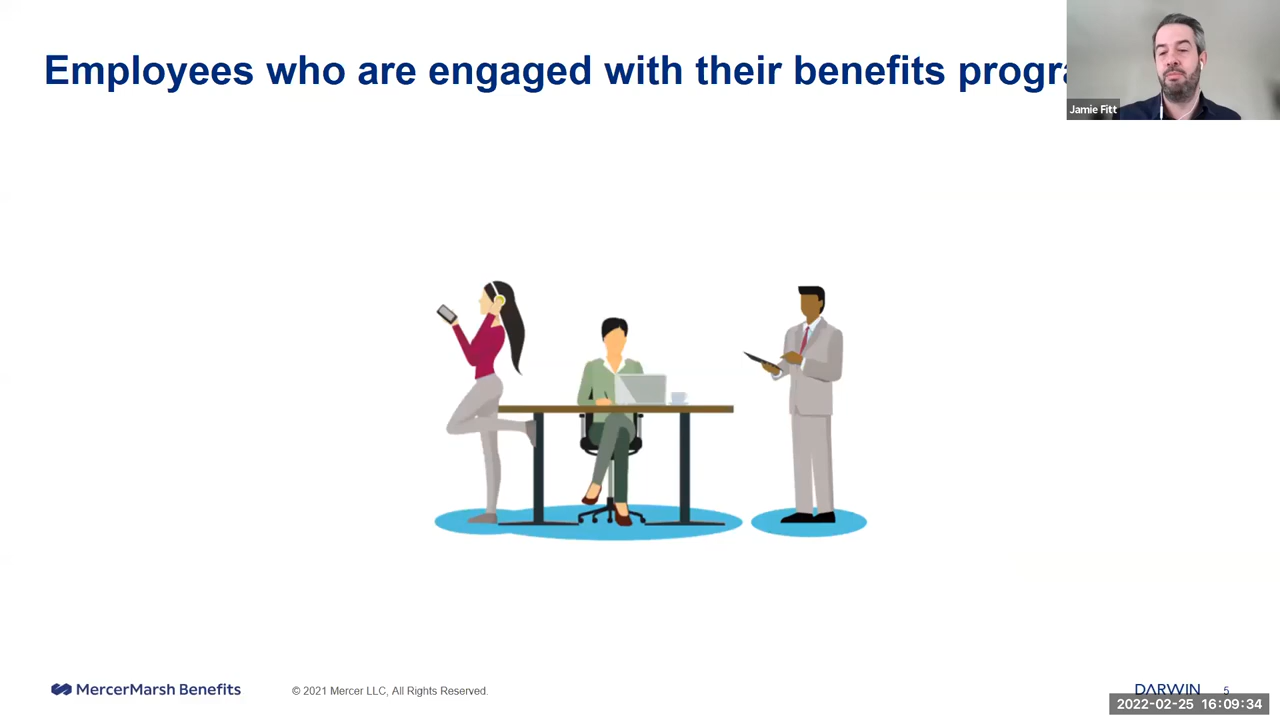 Employees who are engaged with their benefits
Jamie Fitt
MercerMarsh Benefits
© 2021 Mercer LLC, All Rights Reserved.
DARWIN
5
2022-02-25 16:09:34